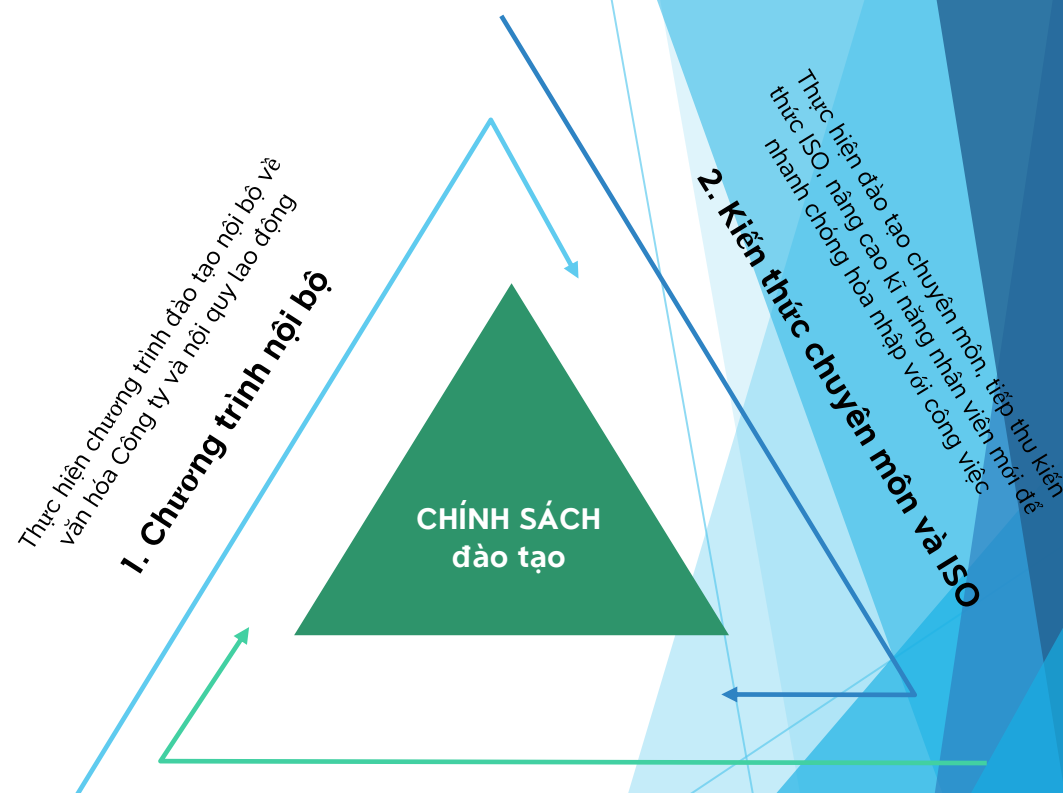 Thực hiện chương trình đào tạo nội bộ về
văn hóa Công ty và nội quy lao động
1. Chương trình nội bộ
Thực hiện đào tạo chuyên môn, tiếp thu kiến
thức ISO, nâng cao kĩ năng nhân viên mới để
nhanh chóng hòa nhập với công việc
2. Kiến thức chuyên môn và ISO
CHÍNH SÁCH
đào tạo